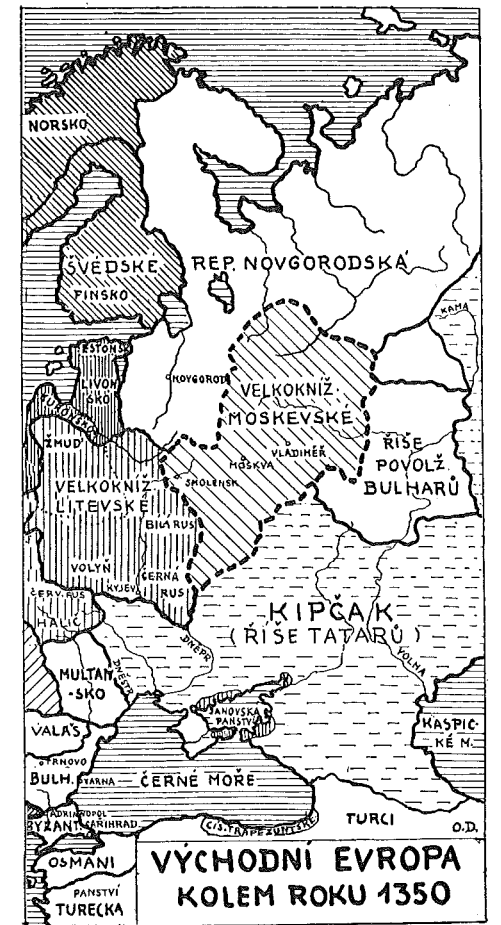 NORSKO
ŠVÉDSKÉ
FINSKO
REP. NOVGORODSKÁ
KAMA
ESTONS
LIVON
SKO
KURONSKO
NOVGOROD
VELKOKNÍŽ.
MOSKEVSKÉ
ŽMUĎ
VLADIMĚŘ
MOSKVA
SMOLENSK
ŘÍŠE
POVOLŽ.
BULHARŮ
VELKOKNÍŽ
LITEVSKÉ
BÍLÁ RUS
VOLYŇ
KYJEV
ČERNÁ
RUS
ČERV. RUS
HALIČ
KIPČAK
(ŘÍŠE TATARŮ)
DNĚPR
DNĚSTR
VOLHA
MULTAN
-SKO
JANOVSKÁ
PANSTVÍ
KASPIC-
KÉ M.
VALAŠ
TRNOVO
BULH.
VARNA
ČERNÉ MOŘE
ADRIANOPOL
BYZANT.
CAŘIHRAD
CÍS. TRAPEZUNTSKÉ
TURCI
O.D.
OSMANI
PANSTVÍ
TURECKA
VÝCHODNÍ EVROPA
KOLEM ROKU 1350